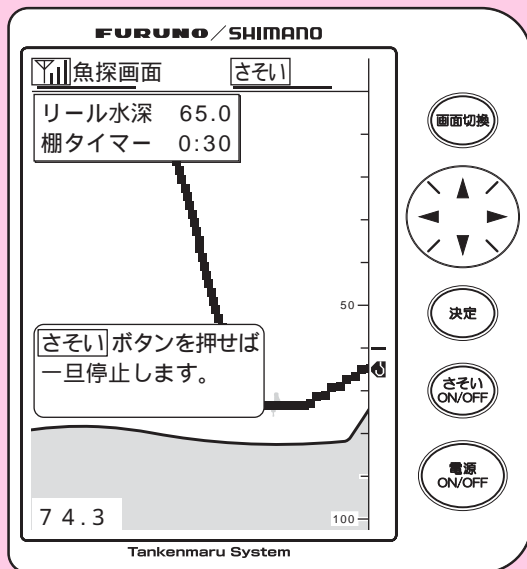 FURUNO/SHIMANO
魚探画面 さそい
リール水深 65.0
棚タイマー 0:30
画面切換
50
決定
さそいボタンを押せば
一旦停止します。
さそい
ON/OFF
電源
ON/OFF
74.3
100
Tankenmaru System